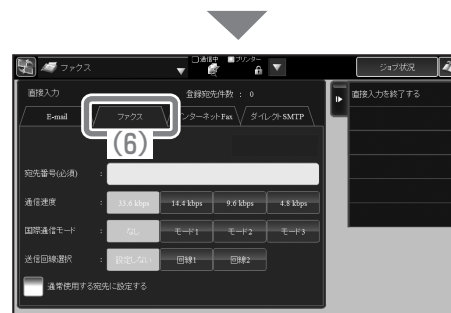 ファクス
通信中
プリンター
ジョブ状況
直接入力
登録宛先件数 : 0
直接入力を終了する
E-mail
ファクス
インターネットFax
ダイレクトSMTP
(6)
宛先番号(必須) :
通信速度 : 33.6 kbps 14.4 kbps 9.6 kbps 4.8 kbps
国際通信モード : なし モード1 モード2 モード3
送信回線選択 : 設定しない 回線1 回線2
通常使用する宛先に設定する